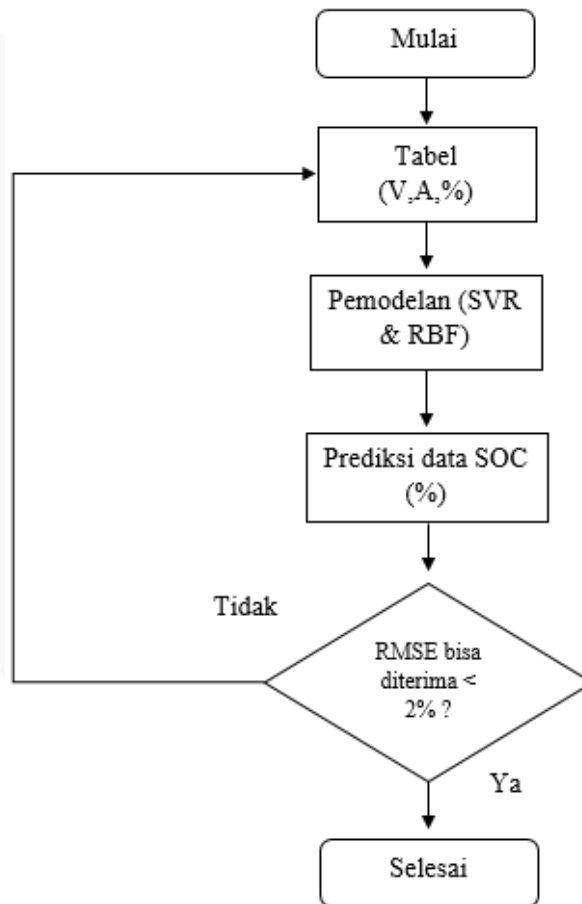 Mulai
Tabel
(V,A,%)
Pemodelan (SVR
& RBF)
Prediksi data SOC
(%)
Tidak
RMSE bisa
diterima <
2% ?
Ya
Selesai